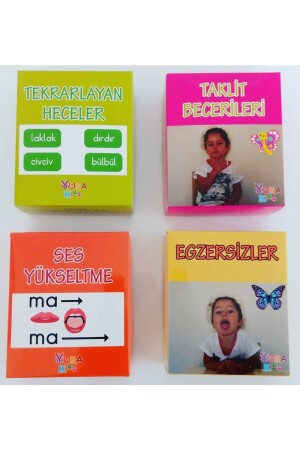 TEKRARLAYAN
HECELER
laklak
dırdır
civciv
bülbül
TAKLİT
BECERİLERİ
SES
YÜKSELTME
ma
ma
EGZERSİZLER